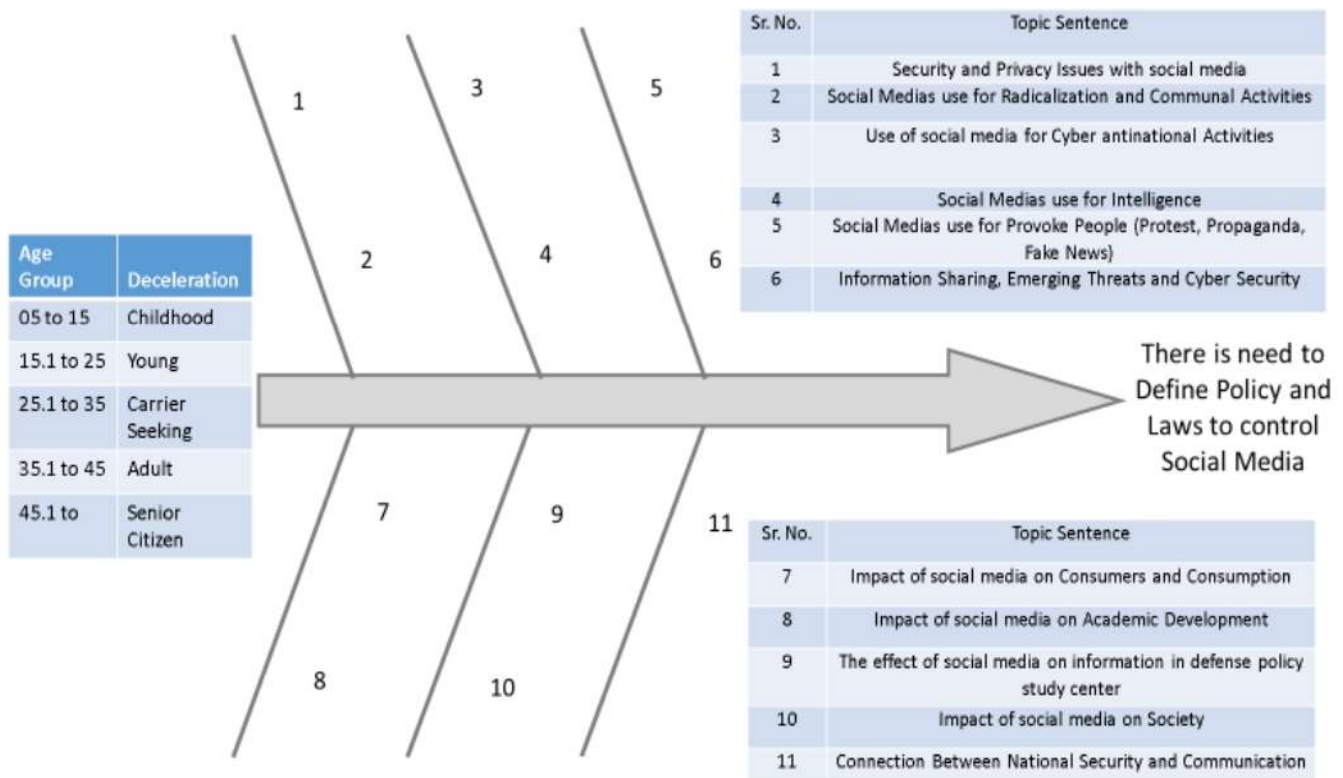 Sr. No. Topic Sentence
1 Security and Privacy Issues with social media
2 Social Medias use for Radicalization and Communal Activities
3 Use of social media for Cyber antinational Activities
4 Social Medias use for Intelligence
5 Social Medias use for Provoke People (Protest, Propaganda,
Fake News)
6 Information Sharing, Emerging Threats and Cyber Security
1
3
5
2
4
6
Age
Group Deceleration
05 to 15 Childhood
15.1 to 25 Young
25.1 to 35 Carrier
Seeking
35.1 to 45 Adult
45.1 to Senior
Citizen
There is need to
Define Policy and
Laws to control
Social Media
7
9
11
8
10
Sr. No. Topic Sentence
7 Impact of social media on Consumers and Consumption
8 Impact of social media on Academic Development
9 The effect of social media on information in defense policy
study center
10 Impact of social media on Society
11 Connection Between National Security and Communication